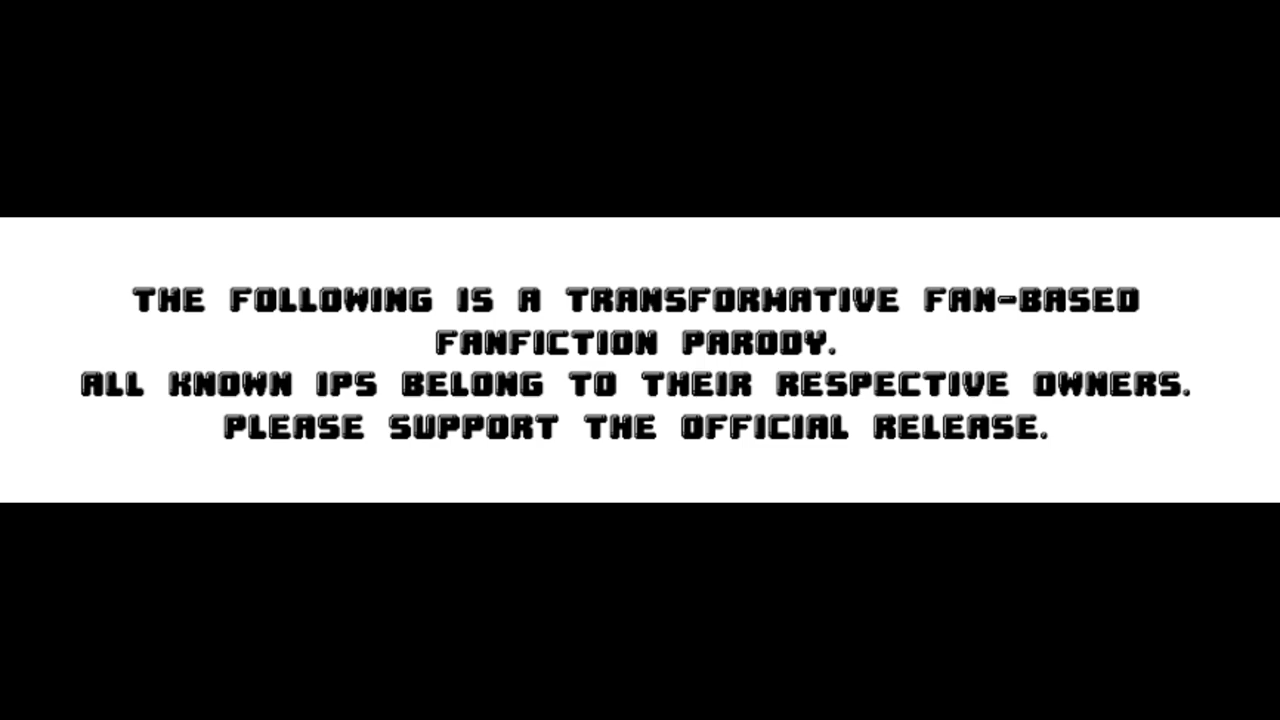 THE FOLLOWING IS A TRANSFORMATIVE FAN-BASED
FANFICTION PARODY.
ALL KNOWN IPS BELONG TO THEIR RESPECTIVE OWNERS.
PLEASE SUPPORT THE OFFICIAL RELEASE.